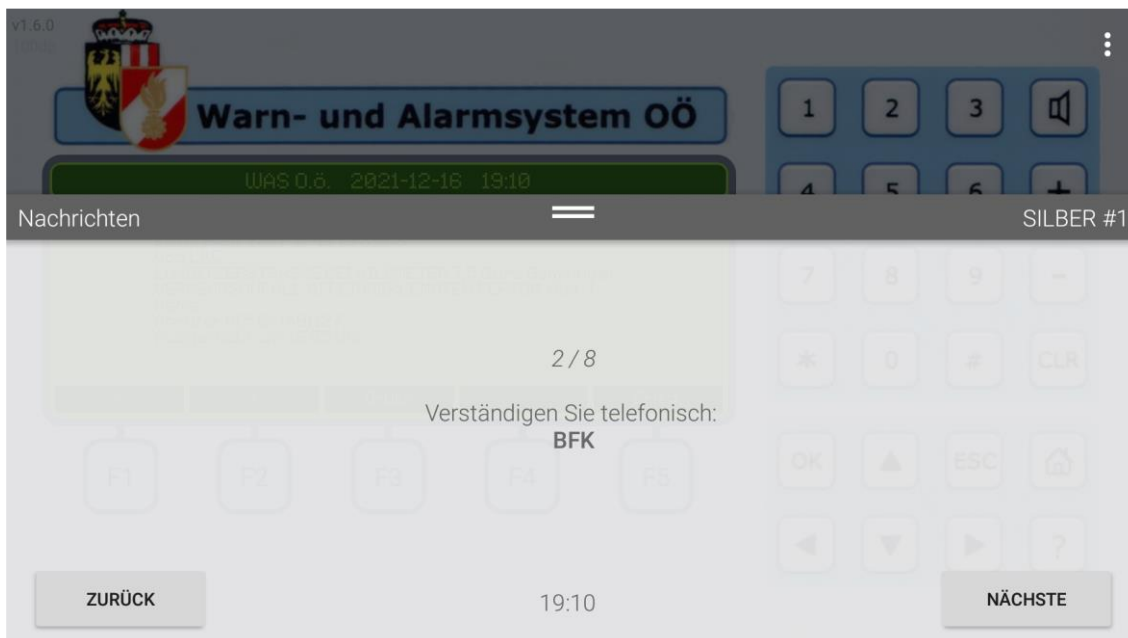 v1.6.0
Warn- und Alarmsystem OÖ
1 2 3
WAS O.ö. 2021-12-16 19:10
4 5 6 +
Nachrichten
SILBER #1
7 8 9 -
2 / 8
* 0 # CLR
Verständigen Sie telefonisch:
BFK
F1 F2 F3 F4 F5
OK ESC
?
ZURÜCK
19:10
NÄCHSTE